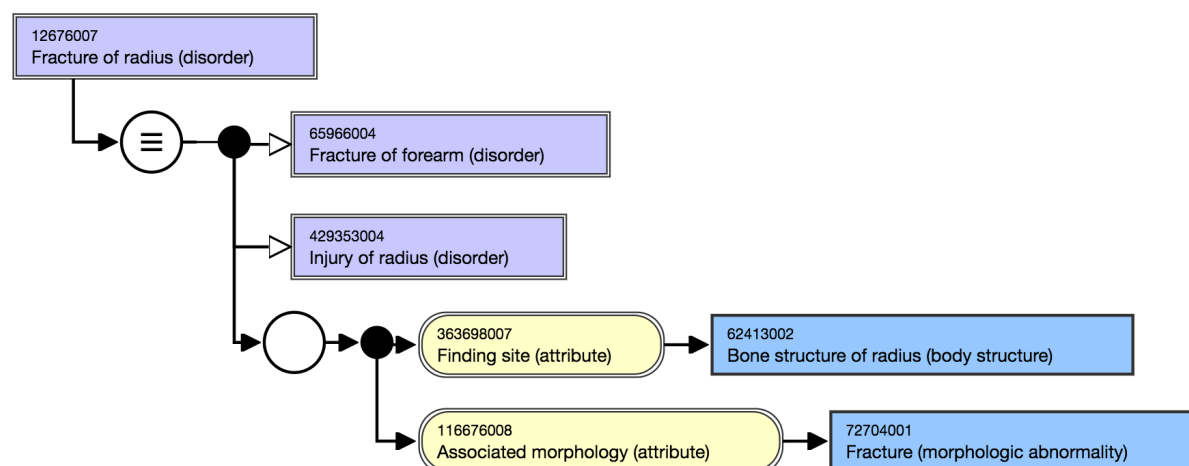 12676007
Fracture of radius (disorder)
65966004
Fracture of forearm (disorder)
429353004
Injury of radius (disorder)
363698007
Finding site (attribute)
62413002
Bone structure of radius (body structure)
116676008
Associated morphology (attribute)
72704001
Fracture (morphologic abnormality)